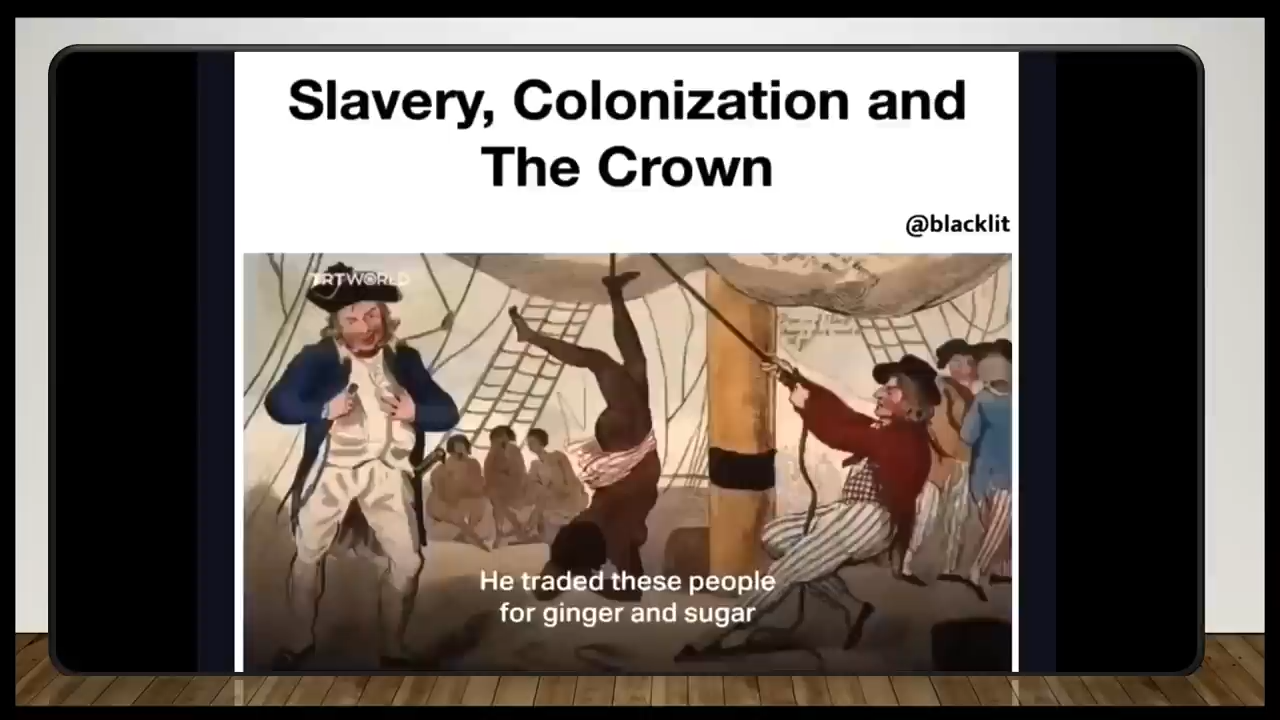 Slavery, Colonization and
The Crown
@blacklit
TRTWORLD
He traded these people
for ginger and sugar